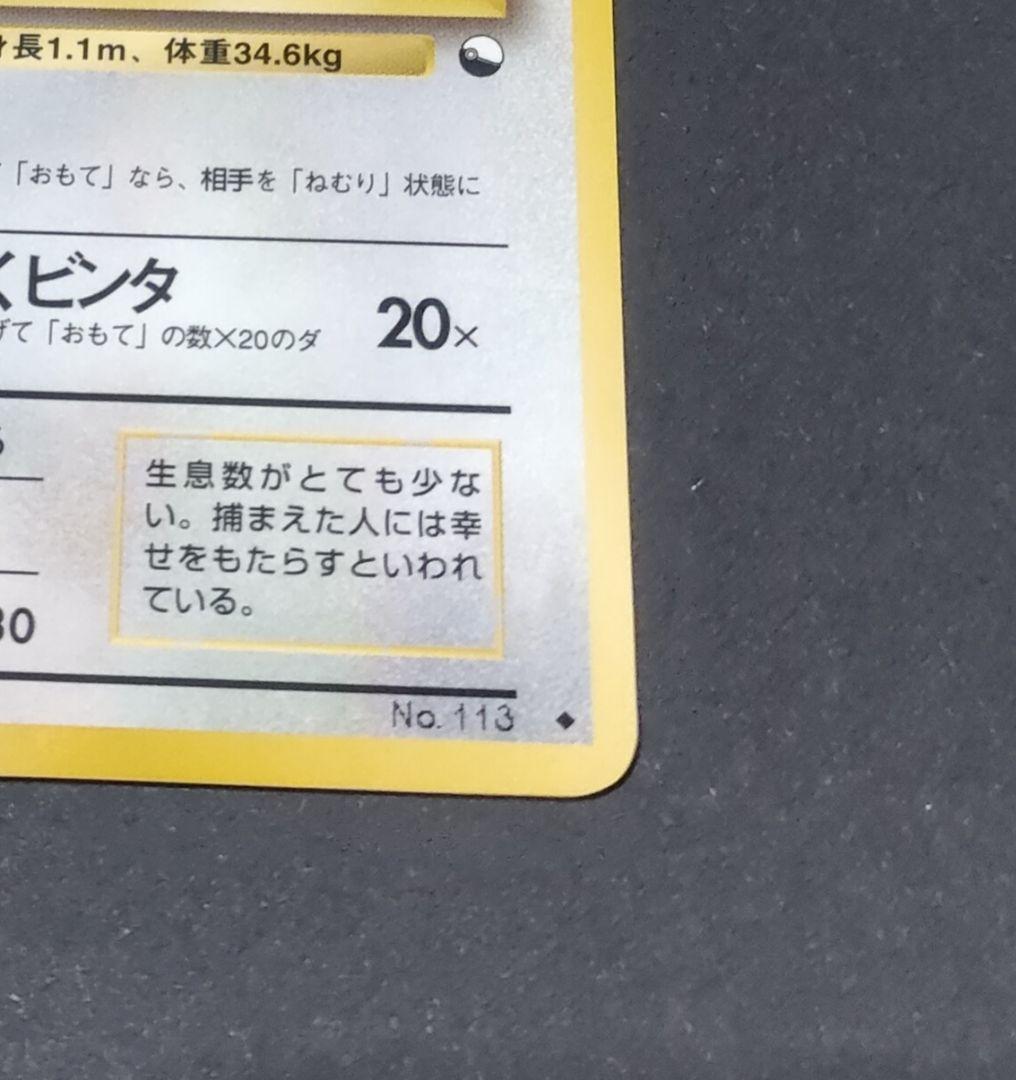 長1.1m、体重34.6kg
「おもて」なら、相手を「ねむり」状態に
くビンタ
げて「おもて」の数×20のダ
20×
生息数がとても少な
い。捕まえた人には幸
せをもたらすといわれ
ている。
30
No. 113